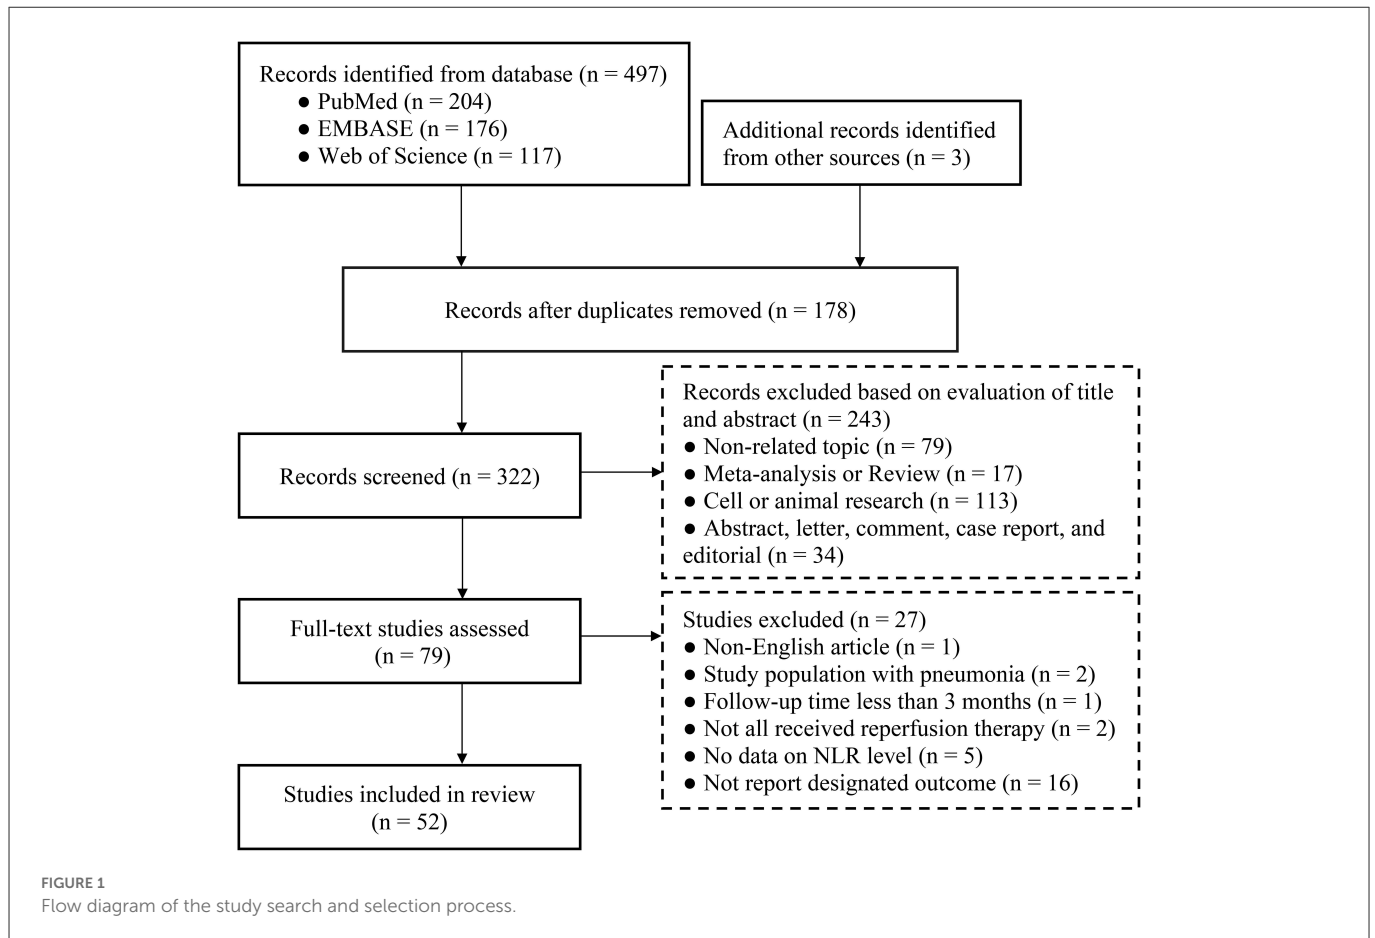 Records identified from database (n = 497)
● PubMed (n = 204)
● EMBASE (n = 176)
● Web of Science (n = 117)
Additional records identified
from other sources (n = 3)
Records after duplicates removed (n = 178)
Records screened (n = 322)
Records excluded based on evaluation of title
and abstract (n = 243)
● Non-related topic (n = 79)
● Meta-analysis or Review (n = 17)
● Cell or animal research (n = 113)
● Abstract, letter, comment, case report, and
editorial (n = 34)
Full-text studies assessed
(n = 79)
Studies excluded (n = 27)
● Non-English article (n = 1)
● Study population with pneumonia (n = 2)
● Follow-up time less than 3 months (n = 1)
● Not all received reperfusion therapy (n = 2)
● No data on NLR level (n = 5)
● Not report designated outcome (n = 16)
Studies included in review
(n = 52)
FIGURE 1
Flow diagram of the study search and selection process.